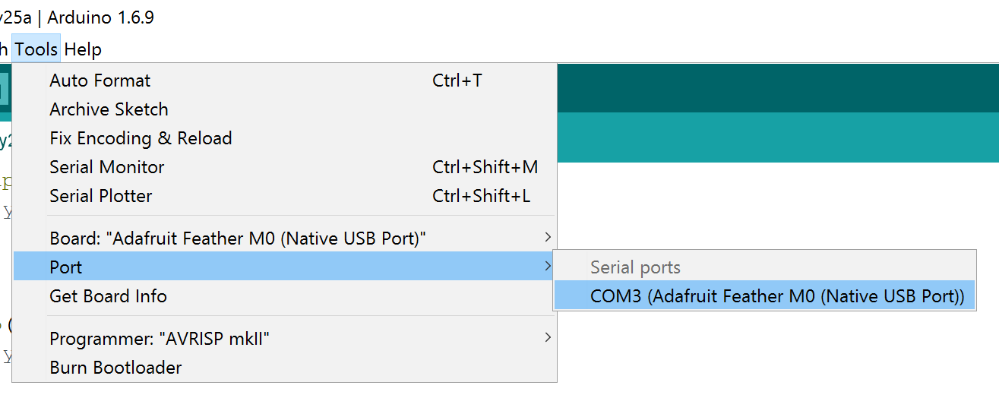 y25a | Arduino 1.6.9
h Tools Help
Auto Format Ctrl+T
Archive Sketch
Fix Encoding & Reload
Serial Monitor Ctrl+Shift+M
Serial Plotter Ctrl+Shift+L
Board: "Adafruit Feather M0 (Native USB Port)"
Port
Serial ports
COM3 (Adafruit Feather M0 (Native USB Port))
Get Board Info
Programmer: "AVRISP mkII"
Burn Bootloader